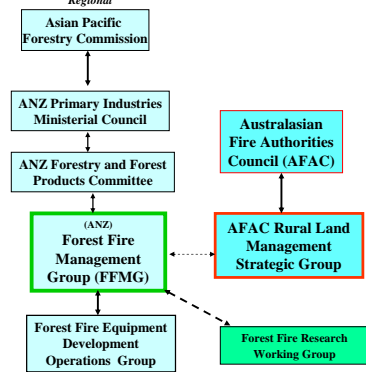 Regional
Asian Pacific
Forestry Commission
ANZ Primary Industries
Ministerial Council
Australasian
Fire Authorities
Council (AFAC)
ANZ Forestry and Forest
Products Committee
(ANZ)
Forest Fire
Management
Group (FFMG)
AFAC Rural Land
Management
Strategic Group
Forest Fire Equipment
Development
Operations Group
Forest Fire Research
Working Group